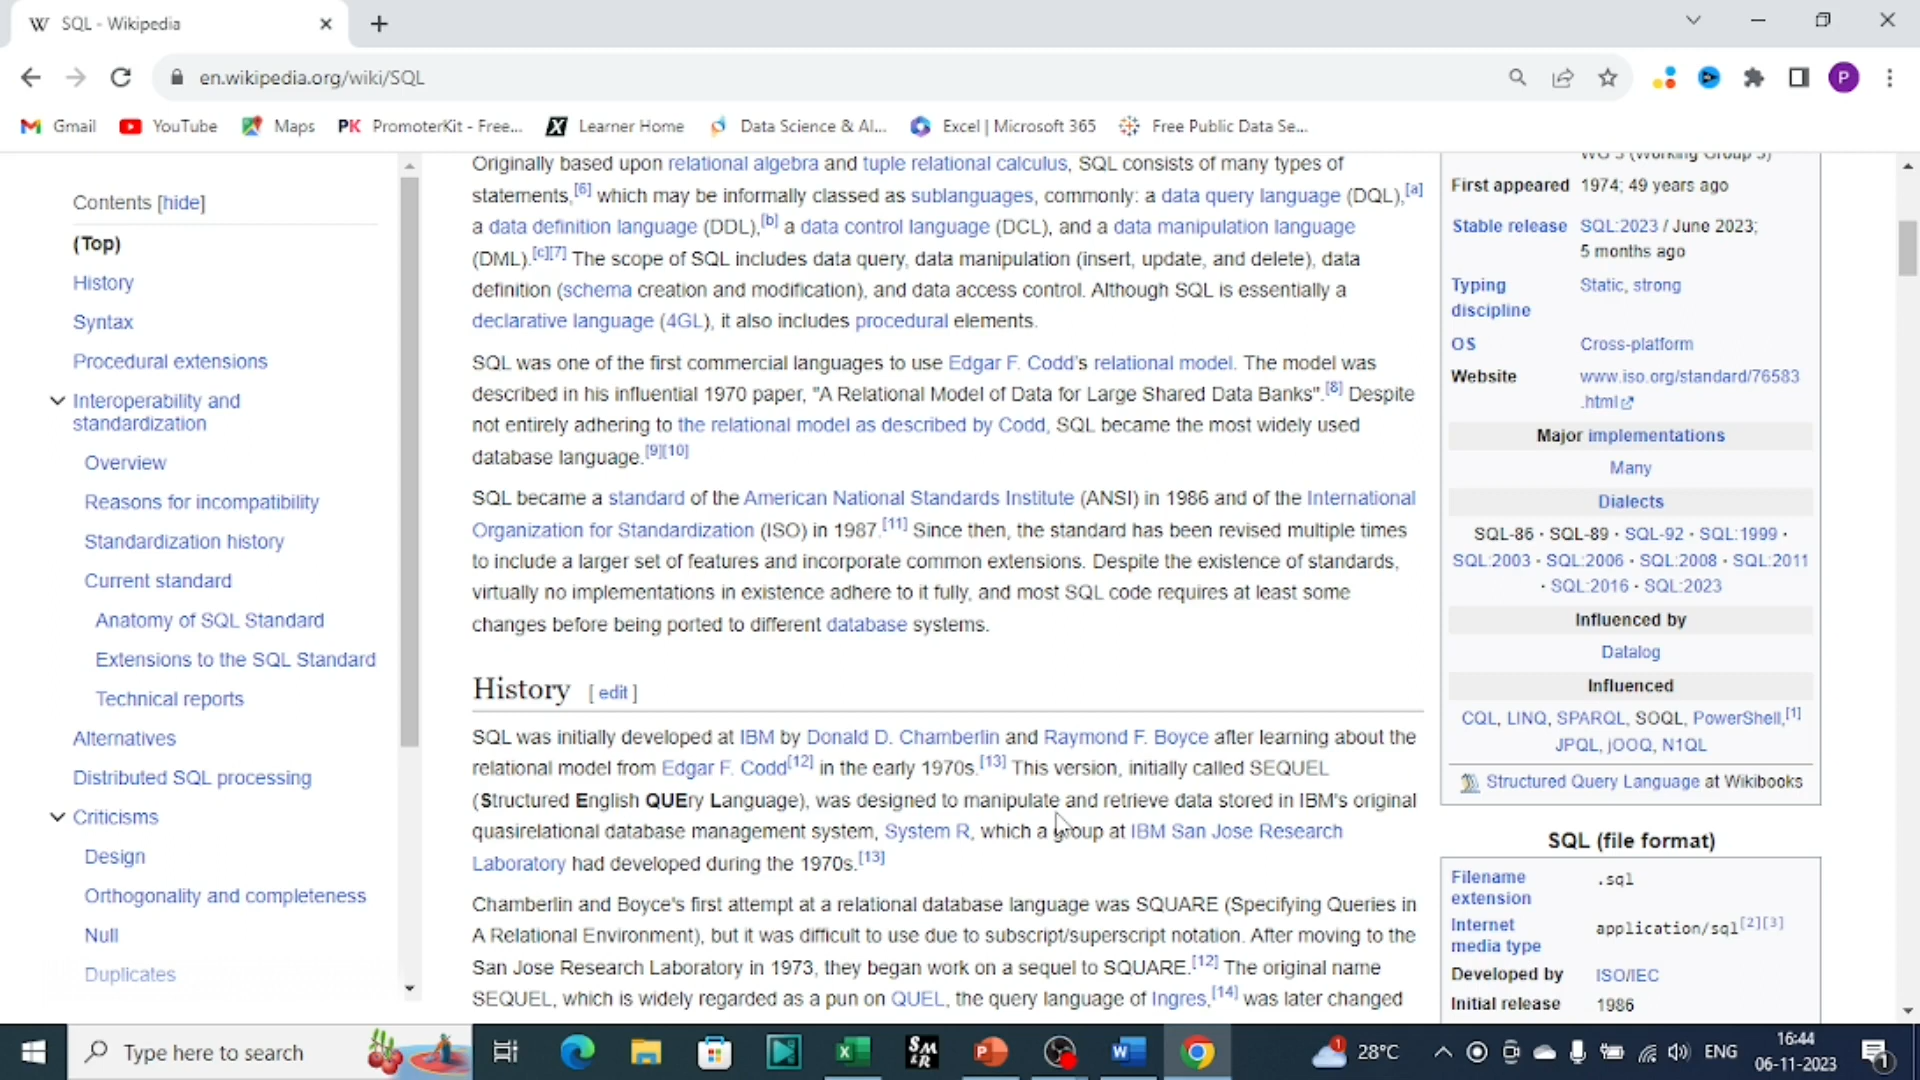 SQL - Wikipedia
en.wikipedia.org/wiki/SQL
Gmail YouTube Maps PK PromoterKit - Free... Learner Home Data Science & Al... Excel | Microsoft 365 Free Public Data Se...
Contents [hide]
(Top)
History
Syntax
Procedural extensions
Interoperability and
standardization
Overview
Reasons for incompatibility
Standardization history
Current standard
Anatomy of SQL Standard
Extensions to the SQL Standard
Technical reports
Alternatives
Distributed SQL processing
Criticisms
Design
Orthogonality and completeness
Null
Duplicates
Originally based upon relational algebra and tuple relational calculus, SQL consists of many types of
statements,[6] which may be informally classed as sublanguages, commonly: a data query language (DQL),[a]
a data definition language (DDL),[b] a data control language (DCL), and a data manipulation language
(DML).[c][7] The scope of SQL includes data query, data manipulation (insert, update, and delete), data
definition (schema creation and modification), and data access control. Although SQL is essentially a
declarative language (4GL), it also includes procedural elements.
SQL was one of the first commercial languages to use Edgar F. Codd's relational model. The model was
described in his influential 1970 paper, "A Relational Model of Data for Large Shared Data Banks".[8] Despite
not entirely adhering to the relational model as described by Codd, SQL became the most widely used
database language.[9][10]
SQL became a standard of the American National Standards Institute (ANSI) in 1986 and of the International
Organization for Standardization (ISO) in 1987.[11] Since then, the standard has been revised multiple times
to include a larger set of features and incorporate common extensions. Despite the existence of standards,
virtually no implementations in existence adhere to it fully, and most SQL code requires at least some
changes before being ported to different database systems.
History [ edit ]
SQL was initially developed at IBM by Donald D. Chamberlin and Raymond F. Boyce after learning about the
relational model from Edgar F. Codd[12] in the early 1970s.[13] This version, initially called SEQUEL
(Structured English QUEry Language), was designed to manipulate and retrieve data stored in IBM's original
quasirelational database management system, System R, which a group at IBM San Jose Research
Laboratory had developed during the 1970s.[13]
Chamberlin and Boyce's first attempt at a relational database language was SQUARE (Specifying Queries in
A Relational Environment), but it was difficult to use due to subscript/superscript notation. After moving to the
San Jose Research Laboratory in 1973, they began work on a sequel to SQUARE.[12] The original name
SEQUEL, which is widely regarded as a pun on QUEL, the query language of Ingres,[14] was later changed
WG 3 (Working Group 3)
First appeared 1974; 49 years ago
Stable release SQL:2023 / June 2023;
5 months ago
Typing Static, strong
discipline
OS Cross-platform
Website www.iso.org/standard/76583
.html
Major implementations
Many
Dialects
SQL-86 · SQL-89 · SQL-92 · SQL:1999 ·
SQL:2003 · SQL:2006 · SQL:2008 · SQL:2011
· SQL:2016 · SQL:2023
Influenced by
Datalog
Influenced
CQL, LINQ, SPARQL, SOQL, PowerShell,[1]
JPQL, jOOQ, N1QL
Structured Query Language at Wikibooks
SQL (file format)
Filename .sql
extension
Internet application/sql[2][3]
media type
Developed by ISO/IEC
Initial release 1986
Type here to search
28°C
ENG
16:44
06-11-2023